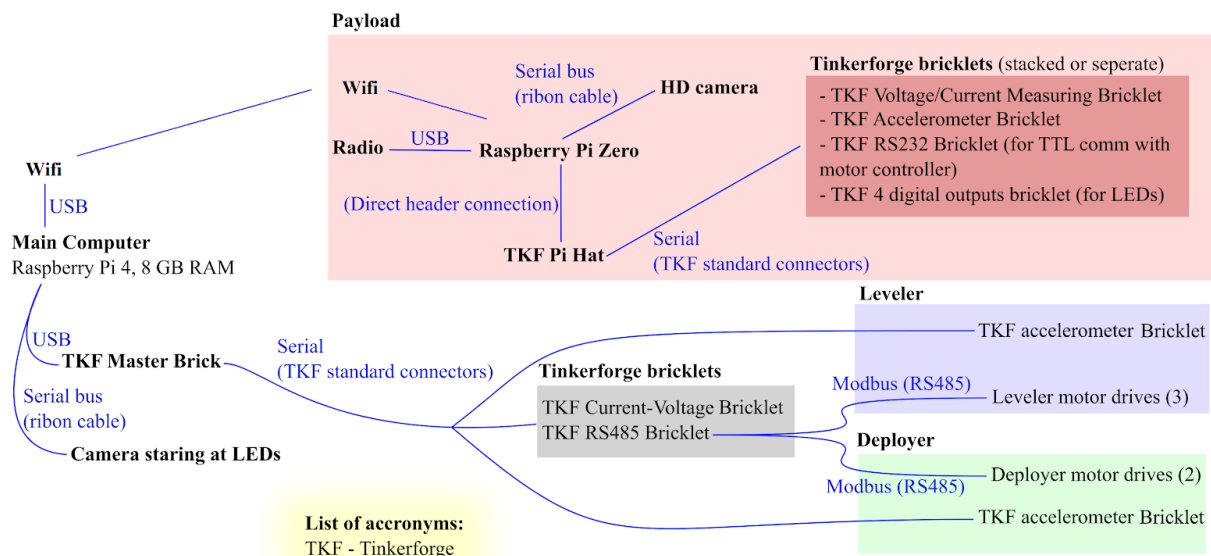 Payload
Wifi
Serial bus
(ribon cable)
HD camera
Radio
USB
Raspberry Pi Zero
(Direct header connection)
TKF Pi Hat
Serial
(TKF standard connectors)
Tinkerforge bricklets (stacked or seperate)
- TKF Voltage/Current Measuring Bricklet
- TKF Accelerometer Bricklet
- TKF RS232 Bricklet (for TTL comm with
motor controller)
- TKF 4 digital outputs bricklet (for LEDs)
Wifi
USB
Main Computer
Raspberry Pi 4, 8 GB RAM
USB
TKF Master Brick
Serial bus
(ribon cable)
Camera staring at LEDs
Serial
(TKF standard connectors)
Tinkerforge bricklets
TKF Current-Voltage Bricklet
TKF RS485 Bricklet
Leveler
TKF accelerometer Bricklet
Modbus (RS485)
Leveler motor drives (3)
Deployer
Deployer motor drives (2)
Modbus (RS485)
TKF accelerometer Bricklet
List of accronyms:
TKF - Tinkerforge